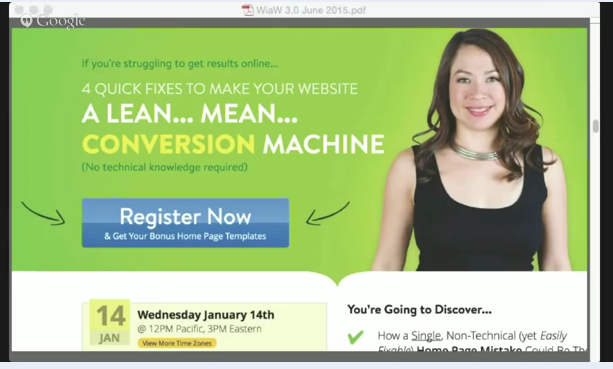 WiaW 3.0 June 2015.pdf
Google
If you're struggling to get results online...
4 QUICK FIXES TO MAKE YOUR WEBSITE
A LEAN... MEAN...
CONVERSION MACHINE
(No technical knowledge required)
Register Now
& Get Your Bonus Home Page Templates
14
JAN
Wednesday January 14th
@ 12PM Pacific, 3PM Eastern
View More Time Zones
You're Going to Discover...
How a Single, Non-Technical (yet Easily
Fixable) Home Page Mistake Could Be The